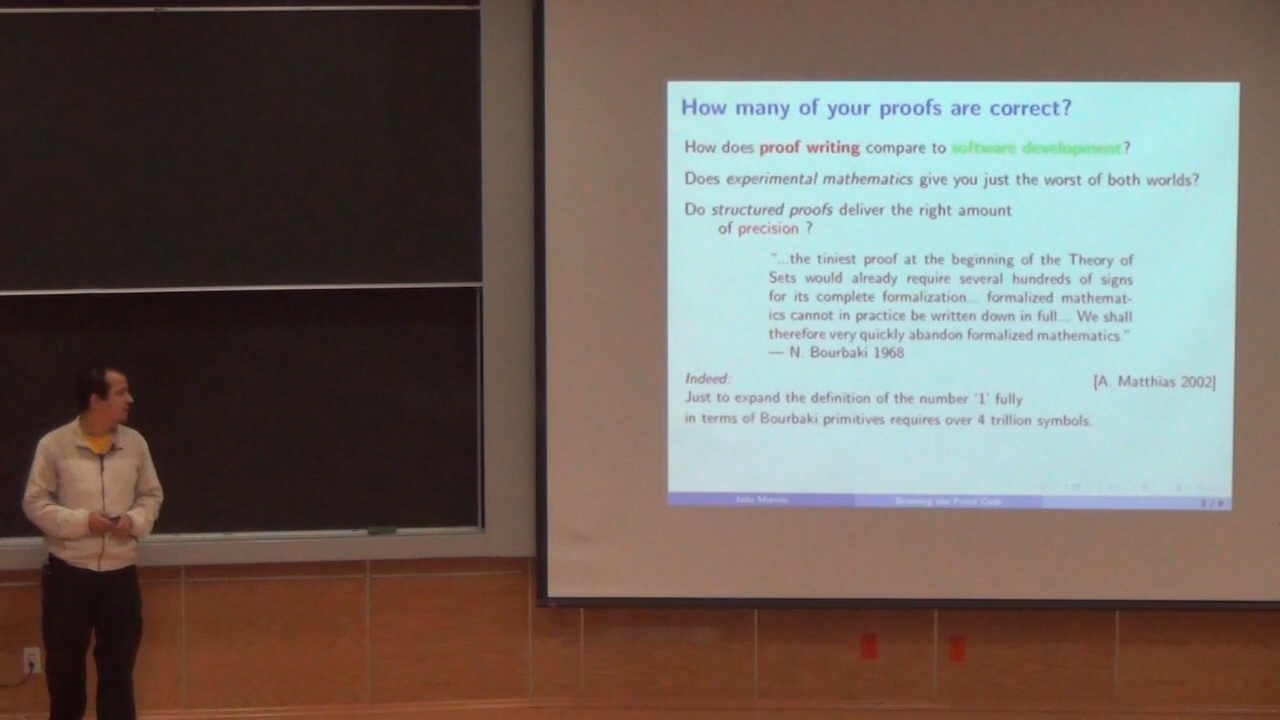 How many of your proofs are correct?
How does proof writing compare to software development?
Does experimental mathematics give you just the worst of both worlds?
Do structured proofs deliver the right amount
of precision ?
"...the tiniest proof at the beginning of the Theory of
Sets would already require several hundreds of signs
for its complete formalization... formalized mathemat-
ics cannot in practice be written down in full... We shall
therefore very quickly abandon formalized mathematics."
— N. Bourbaki 1968
Indeed: [A. Matthias 2002]
Just to expand the definition of the number '1' fully
in terms of Bourbaki primitives requires over 4 trillion symbols.
the Proof Code
/ 8